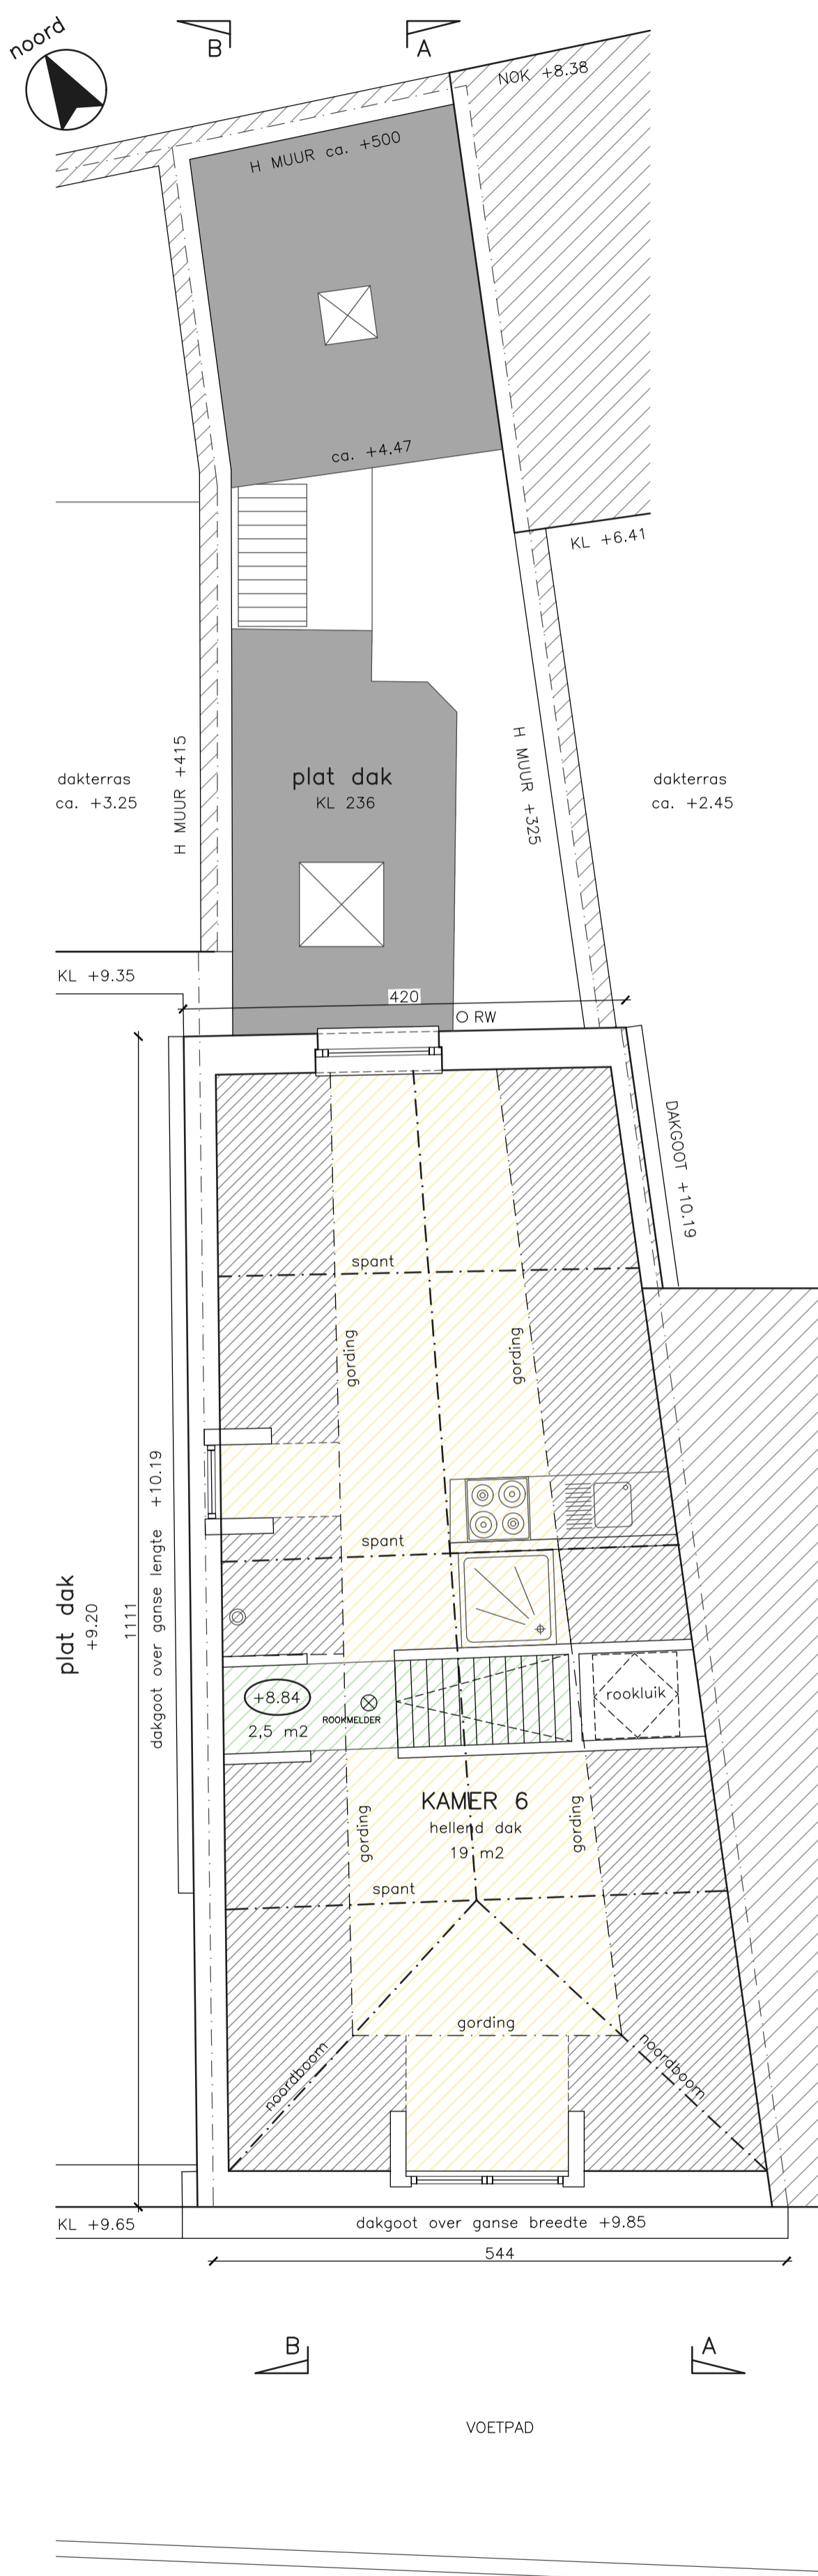 noord
B
A
NOK +8.38
H MUUR ca. +500
ca. +4.47
KL +6.41
H MUUR +415
H MUUR +325
plat dak
KL 236
dakterras
ca. +3.25
dakterras
ca. +2.45
KL +9.35
420
RW
DAKGOOT +10.19
spant
gording
gording
dakgoot over ganse lengte +10.19
1111
plat dak
+9.20
spant
+8.84
2,5 m2
ROOKMELDER
rookluik
KAMER 6
hellend dak
19 m2
gording
gording
spant
gording
noordboom
noordboom
KL +9.65
dakgoot over ganse breedte +9.85
544
B
A
VOETPAD